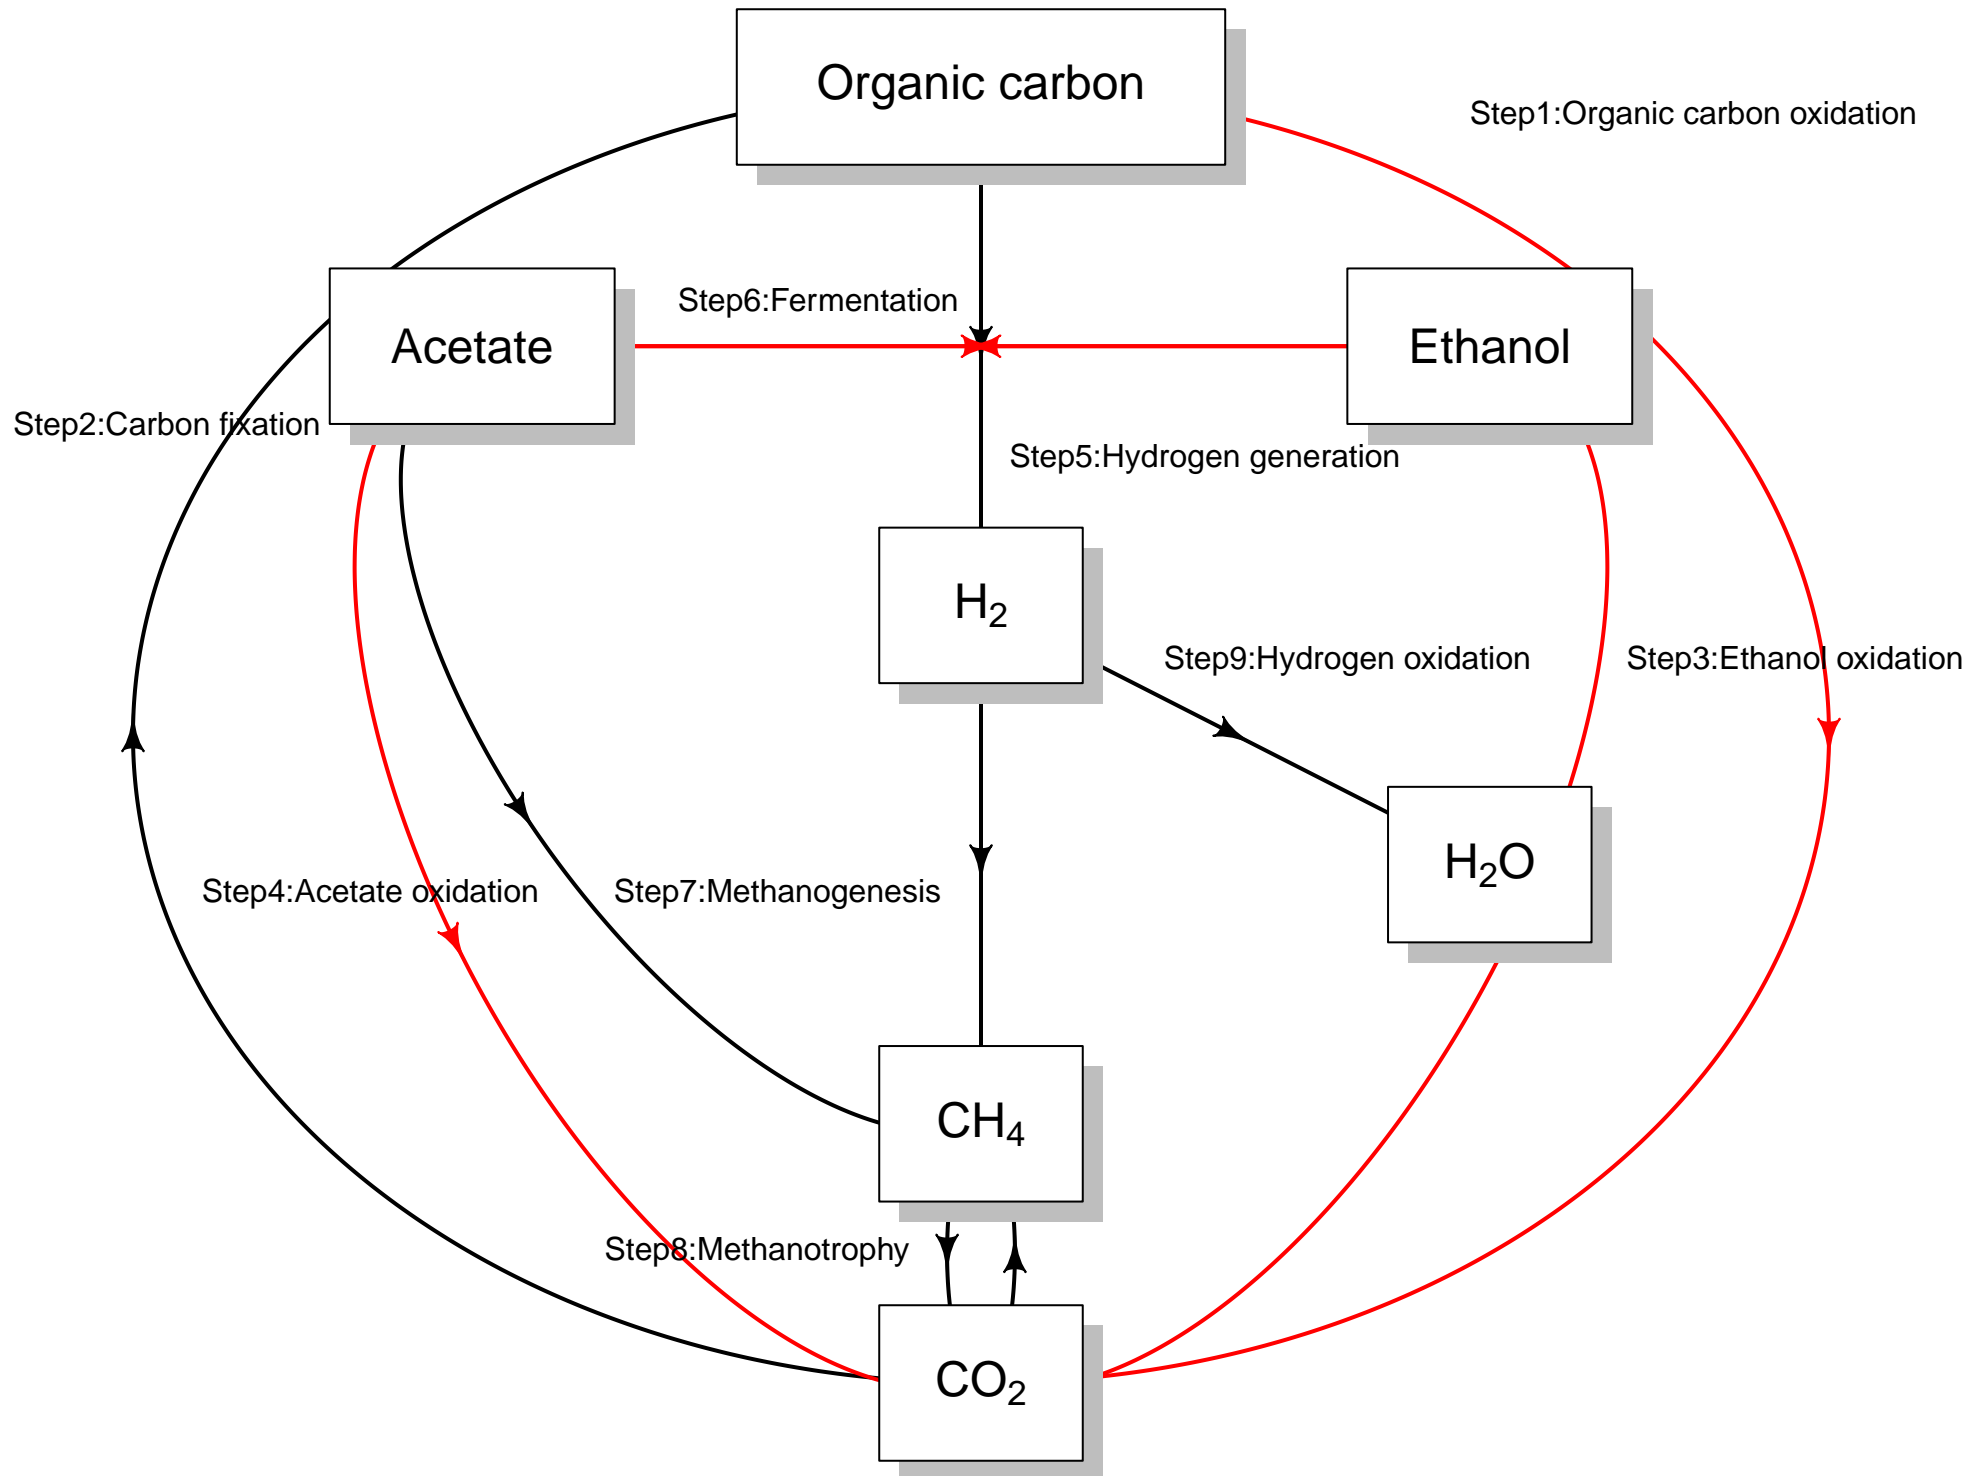 Organic carbon
Step1:Organic carbon oxidation
Step6:Fermentation
Acetate
Ethanol
Step2:Carbon fixation
Step5:Hydrogen generation
H₂
Step9:Hydrogen oxidation
Step3:Ethanol oxidation
H₂O
Step4:Acetate oxidation
Step7:Methanogenesis
CH₄
Step8:Methanotrophy
CO₂